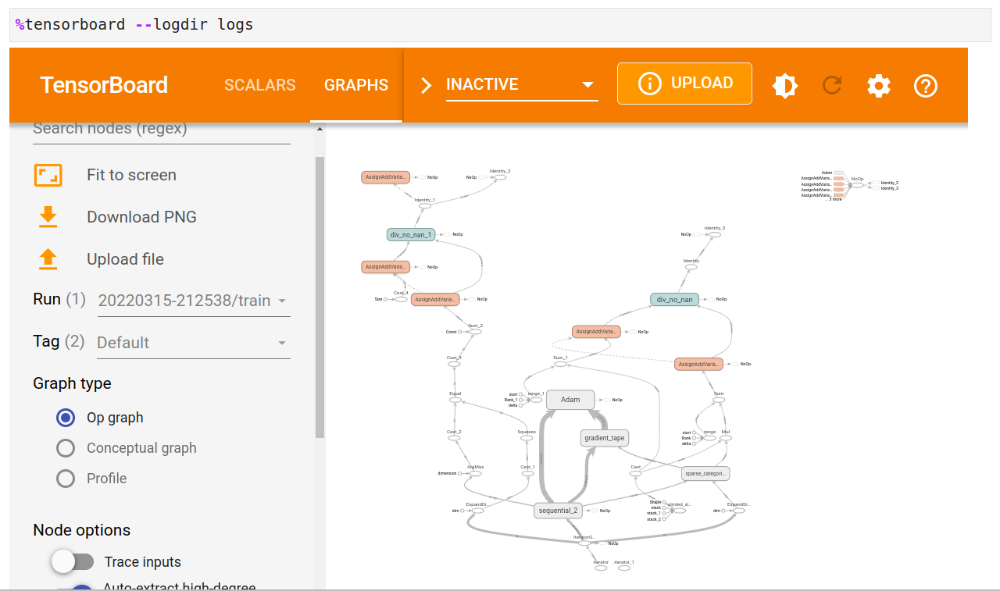 %tensorboard --logdir logs
TensorBoard
SCALARS
GRAPHS
INACTIVE
UPLOAD
Search nodes (regex)
Fit to screen
Download PNG
Upload file
Run (1) 20220315-212538/train
Tag (2) Default
Graph type
Op graph
Conceptual graph
Profile
Node options
Trace inputs
Auto-extract high-degree
AssignAddVaria...
NoOp
NoOp
Identity_2
Identity_1
div_no_nan_1
NoOp
AssignAddVaria...
NoOp
Size
Cast_4
AssignAddVaria...
NoOp
Const
Sum_2
Cast_3
Equal
Cast_2
Squeeze
dimension
ArgMax
Cast_1
dim
ExpandDi...
Adam
AssignAddVaria...
AssignAddVaria...
AssignAddVaria...
AssignAddVaria...
... 5 more
NoOp
Identity_2
Identity_3
NoOp
Identity_3
Identity
div_no_nan
NoOp
AssignAddVaria...
NoOp
Sum_1
AssignAddVaria...
NoOp
start
Rank_1
delta
range_1
Adam
NoOp
Sum
gradient_tape
start
Rank
delta
range
Mul
Cast
sparse_categori...
sequential_2
NoOp
Shape
stack
stack_1
stack_2
strided_sl...
dim
ExpandDi...
IteratorG...
NoOp
iterator
iterator_1